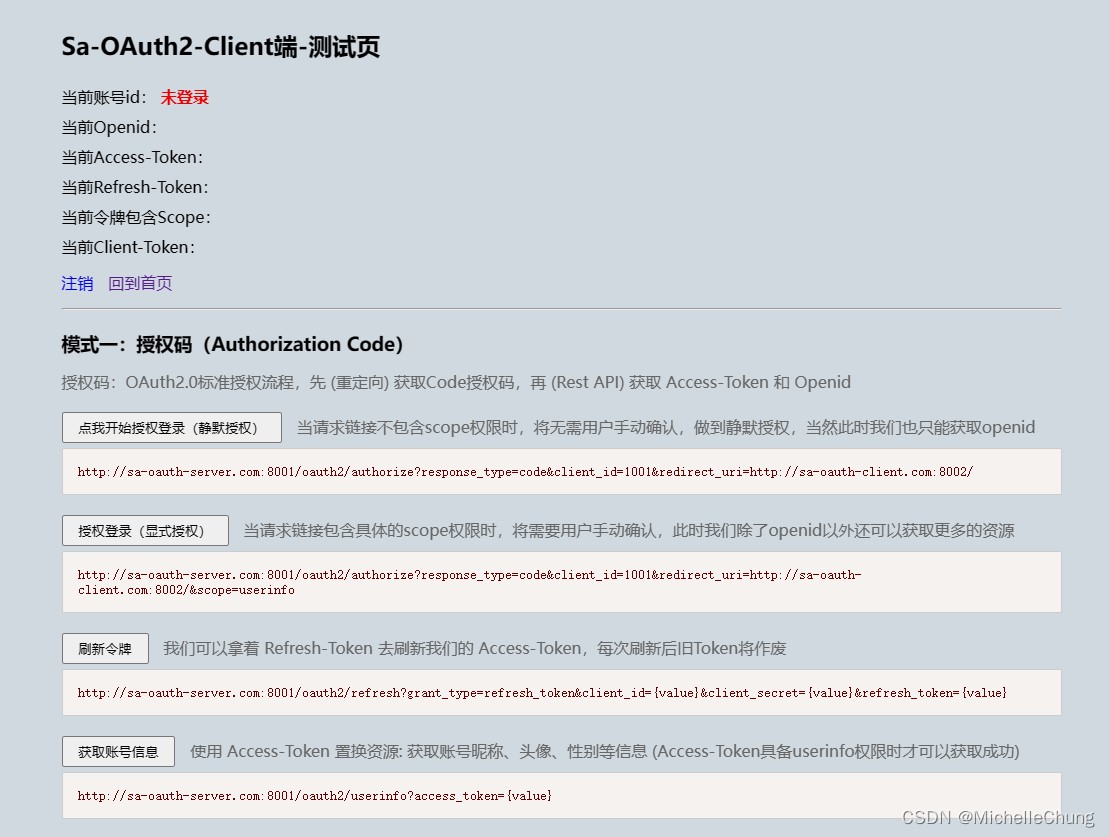 Sa-OAuth2-Client端-测试页
当前账号id： 未登录
当前Openid：
当前Access-Token：
当前Refresh-Token：
当前令牌包含Scope：
当前Client-Token：
注销 回到首页
模式一：授权码（Authorization Code）
授权码：OAuth2.0标准授权流程，先 (重定向) 获取Code授权码，再 (Rest API) 获取 Access-Token 和 Openid
点我开始授权登录（静默授权） 当请求链接不包含scope权限时，将无需用户手动确认，做到静默授权，当然此时我们也只能获取openid
http://sa-oauth-server.com:8001/oauth2/authorize?response_type=code&client_id=1001&redirect_uri=http://sa-oauth-client.com:8002/
授权登录（显式授权） 当请求链接包含具体的scope权限时，将需要用户手动确认，此时我们除了openid以外还可以获取更多的资源
http://sa-oauth-server.com:8001/oauth2/authorize?response_type=code&client_id=1001&redirect_uri=http://sa-oauth-
client.com:8002/&scope=userinfo
刷新令牌 我们可以拿着 Refresh-Token 去刷新我们的 Access-Token，每次刷新后旧Token将作废
http://sa-oauth-server.com:8001/oauth2/refresh?grant_type=refresh_token&client_id={value}&client_secret={value}&refresh_token={value}
获取账号信息 使用 Access-Token 置换资源: 获取账号昵称、头像、性别等信息 (Access-Token具备userinfo权限时才可以获取成功)
http://sa-oauth-server.com:8001/oauth2/userinfo?access_token={value}
CSDN @MichelleChung